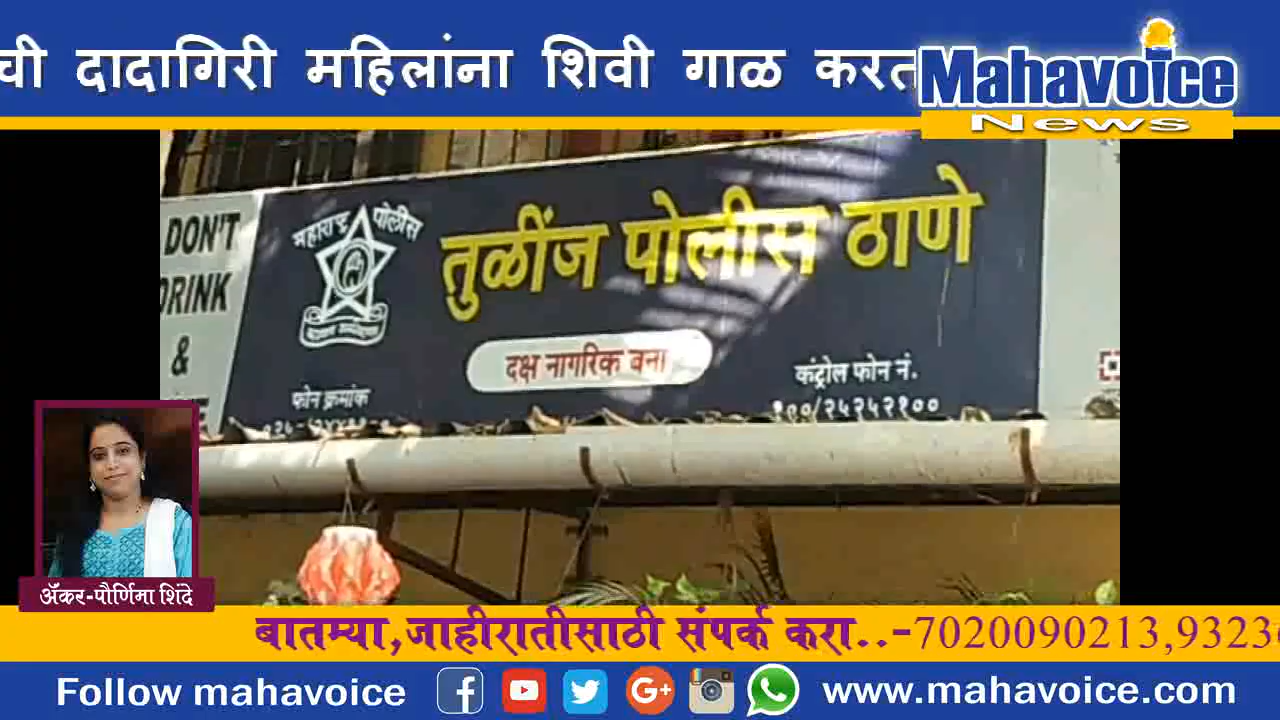 ची दादागिरी महिलांना शिवी गाळ करत
Mahavoice
News
DON'T
DRINK
&
महाराष्ट्र पोलीस
तुळींज पोलीस ठाणे
दक्ष नागरिक बना
फोन क्रमांक
कंट्रोल फोन नं.
१००/२५२५२१००
अँकर-पौर्णिमा शिंदे
बातम्या,जाहीरातीसाठी संपर्क करा..-7020090213,9323
Follow mahavoice
www.mahavoice.com